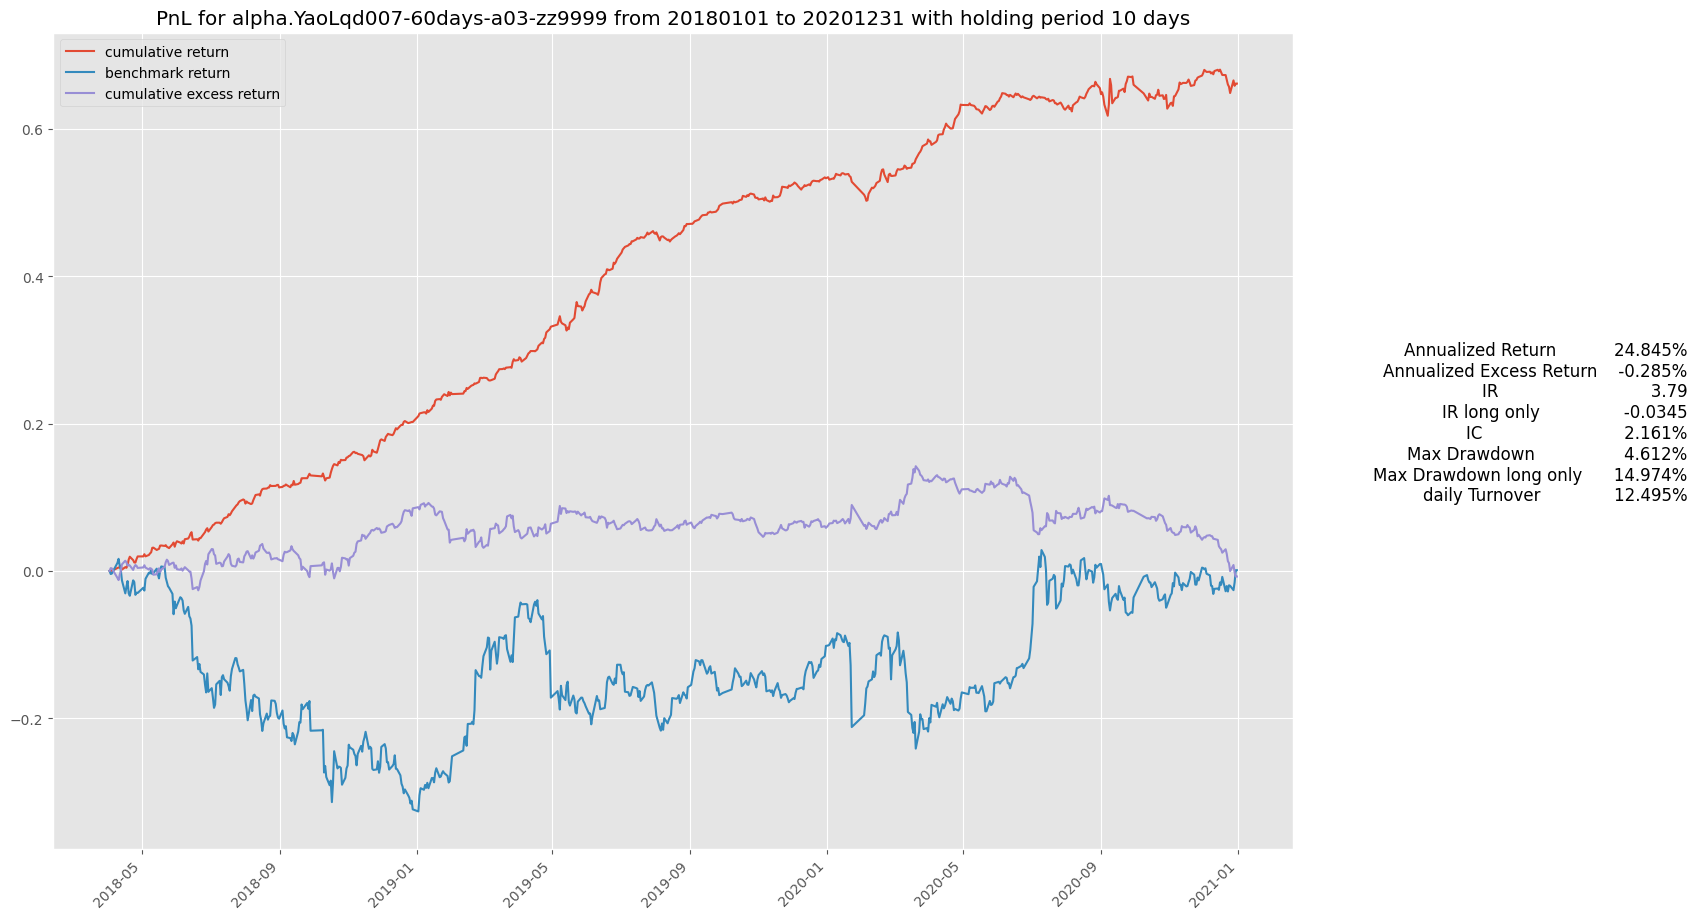 PnL for alpha.YaoLqd007-60days-a03-zz9999 from 20180101 to 20201231 with holding period 10 days
cumulative return
benchmark return
cumulative excess return
0.6
0.4
0.2
0.0
−0.2
Annualized Return 24.845%
Annualized Excess Return -0.285%
IR 3.79
IR long only -0.0345
IC 2.161%
Max Drawdown 4.612%
Max Drawdown long only 14.974%
daily Turnover 12.495%
2018-05
2018-09
2019-01
2019-05
2019-09
2020-01
2020-05
2020-09
2021-01